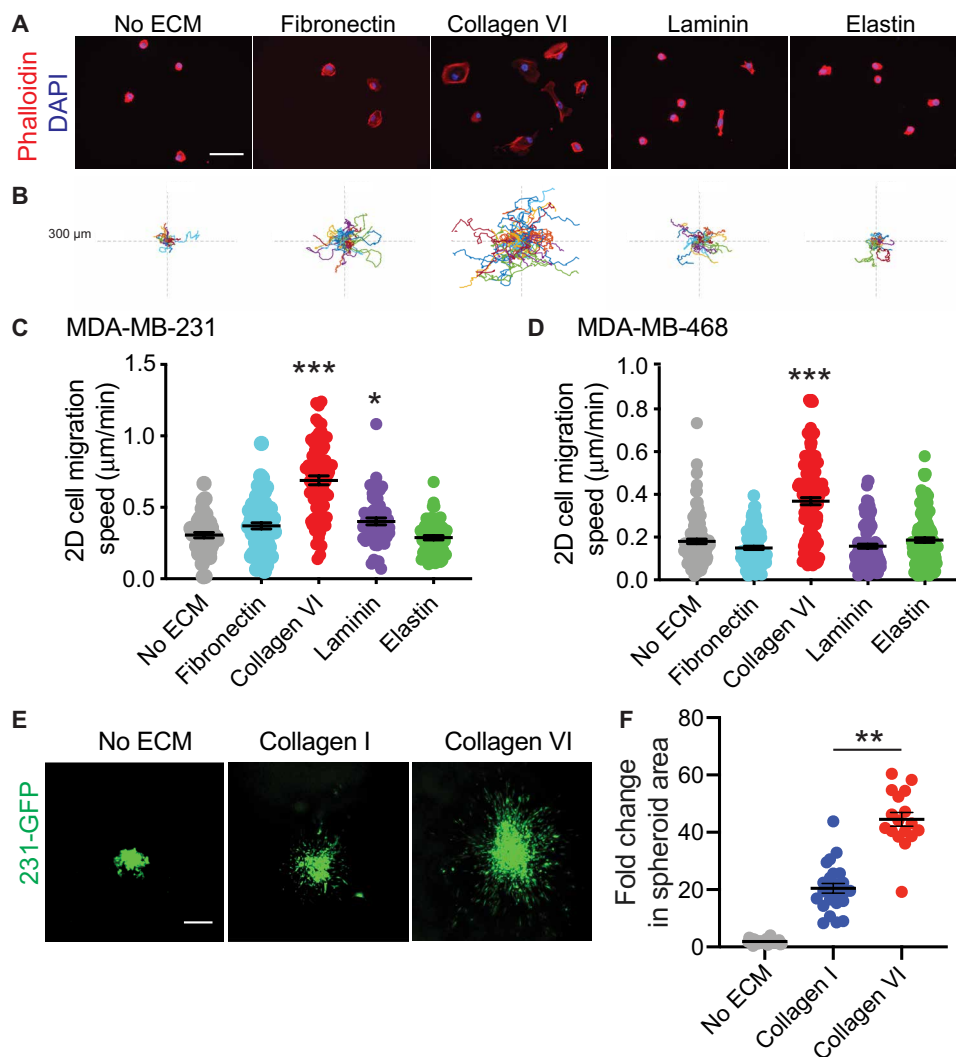 A
No ECM Fibronectin Collagen VI Laminin Elastin
Phalloidin
DAPI
B
300 μm
C MDA-MB-231
2D cell migration
speed (μm/min)
1.5
1.0
0.5
0.0
***
*
No ECM
Fibronectin
Collagen VI
Laminin
Elastin
D MDA-MB-468
2D cell migration
speed (μm/min)
1.0
0.8
0.6
0.4
0.2
0.0
***
No ECM
Fibronectin
Collagen VI
Laminin
Elastin
E
No ECM Collagen I Collagen VI
231-GFP
F
Fold change
in spheroid area
80
60
40
20
0
**
No ECM
Collagen I
Collagen VI